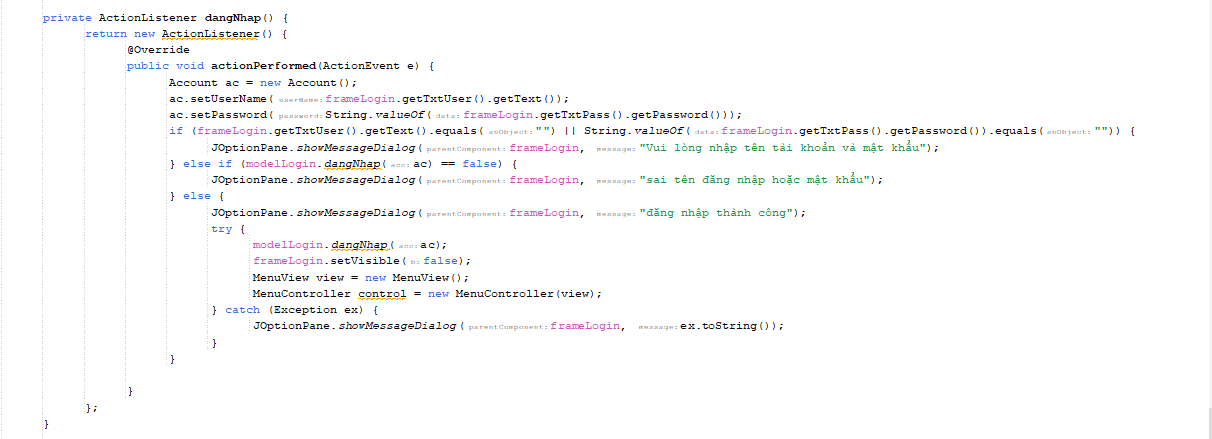 private ActionListener dangNhap() {
return new ActionListener() {
@Override
public void actionPerformed(ActionEvent e) {
Account ac = new Account();
ac.setUserName( userName: frameLogin.getTxtUser().getText());
ac.setPassword( password: String.valueOf( data: frameLogin.getTxtPass().getPassword()));
if (frameLogin.getTxtUser().getText().equals( anObject: "") || String.valueOf( data: frameLogin.getTxtPass().getPassword()).equals( anObject: "")) {
JOptionPane.showMessageDialog( parentComponent: frameLogin, message: "Vui lòng nhập tên tài khoản và mật khẩu");
} else if (modelLogin.dangNhap( acc: ac) == false) {
JOptionPane.showMessageDialog( parentComponent: frameLogin, message: "sai tên đăng nhập hoặc mật khẩu");
} else {
JOptionPane.showMessageDialog( parentComponent: frameLogin, message: "đăng nhập thành công");
try {
modelLogin.dangNhap( acc: ac);
frameLogin.setVisible( b: false);
MenuView view = new MenuView();
MenuController control = new MenuController(view);
} catch (Exception ex) {
JOptionPane.showMessageDialog( parentComponent: frameLogin, message: ex.toString());
}
}
}
};
}